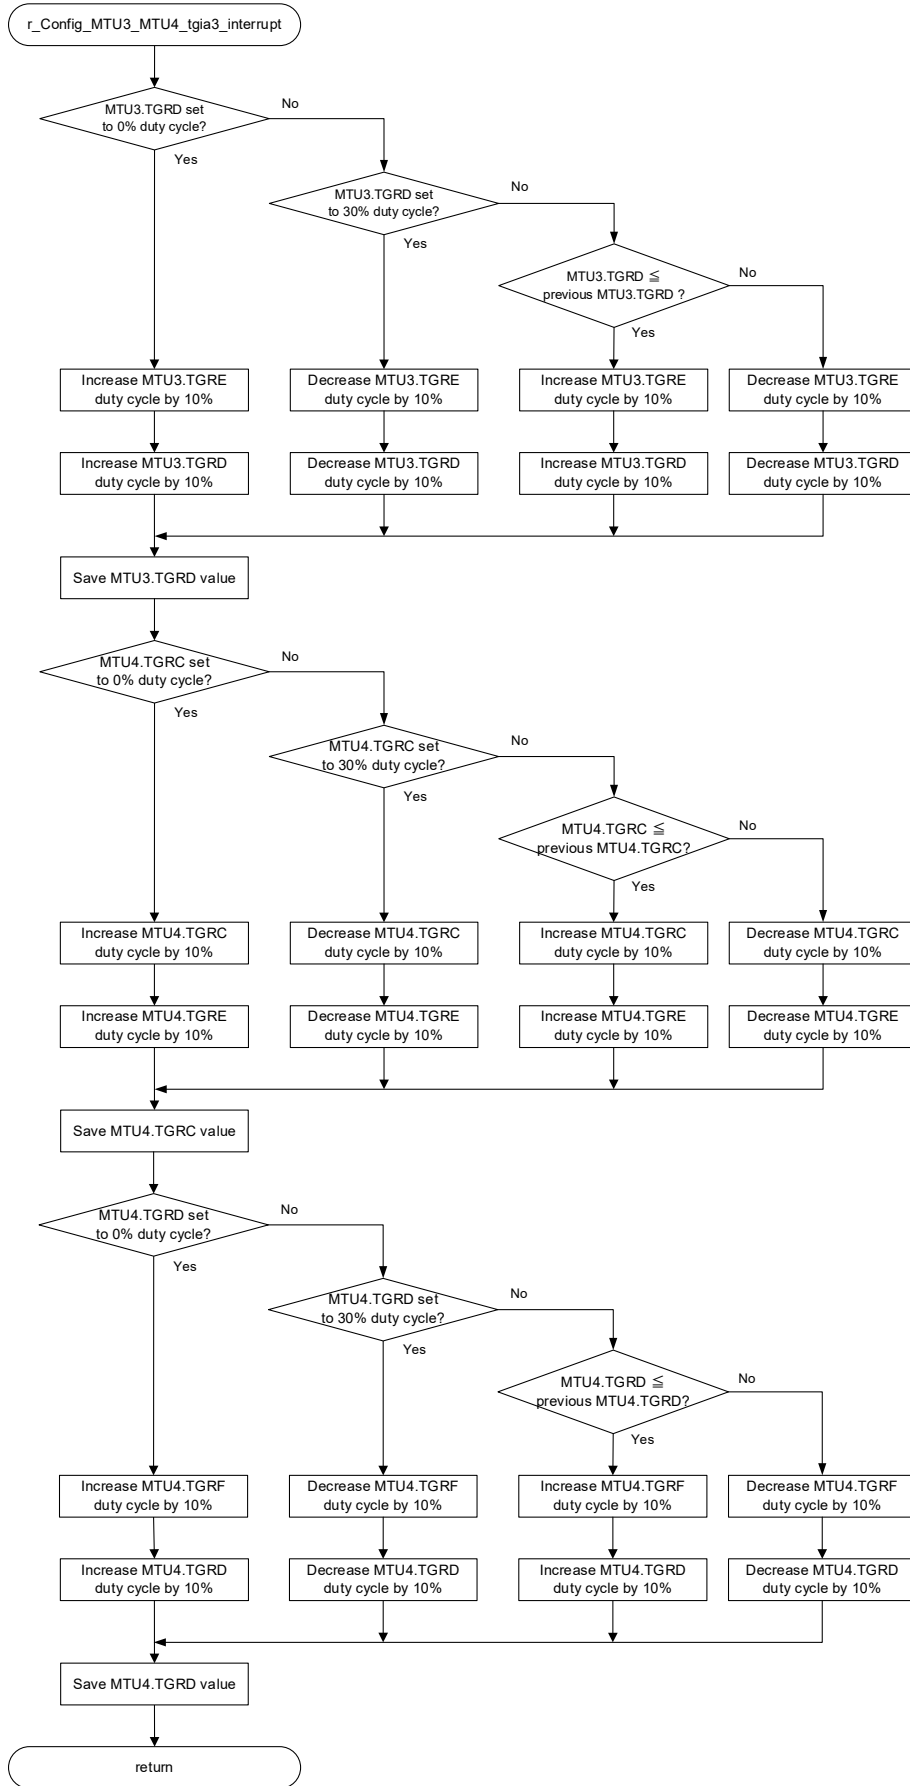 r_Config_MTU3_MTU4_tgia3_interrupt
MTU3.TGRD set
to 0% duty cycle?
No
Yes
MTU3.TGRD set
to 30% duty cycle?
No
Yes
MTU3.TGRD ≦
previous MTU3.TGRD ?
No
Yes
Increase MTU3.TGRE
duty cycle by 10%
Decrease MTU3.TGRE
duty cycle by 10%
Increase MTU3.TGRE
duty cycle by 10%
Decrease MTU3.TGRE
duty cycle by 10%
Increase MTU3.TGRD
duty cycle by 10%
Decrease MTU3.TGRD
duty cycle by 10%
Increase MTU3.TGRD
duty cycle by 10%
Decrease MTU3.TGRD
duty cycle by 10%
Save MTU3.TGRD value
MTU4.TGRC set
to 0% duty cycle?
No
Yes
MTU4.TGRC set
to 30% duty cycle?
No
Yes
MTU4.TGRC ≦
previous MTU4.TGRC?
No
Yes
Increase MTU4.TGRC
duty cycle by 10%
Decrease MTU4.TGRC
duty cycle by 10%
Increase MTU4.TGRC
duty cycle by 10%
Decrease MTU4.TGRC
duty cycle by 10%
Increase MTU4.TGRE
duty cycle by 10%
Decrease MTU4.TGRE
duty cycle by 10%
Increase MTU4.TGRE
duty cycle by 10%
Decrease MTU4.TGRE
duty cycle by 10%
Save MTU4.TGRC value
MTU4.TGRD set
to 0% duty cycle?
No
Yes
MTU4.TGRD set
to 30% duty cycle?
No
Yes
MTU4.TGRD ≦
previous MTU4.TGRD?
No
Yes
Increase MTU4.TGRF
duty cycle by 10%
Decrease MTU4.TGRF
duty cycle by 10%
Increase MTU4.TGRF
duty cycle by 10%
Decrease MTU4.TGRF
duty cycle by 10%
Increase MTU4.TGRD
duty cycle by 10%
Decrease MTU4.TGRD
duty cycle by 10%
Increase MTU4.TGRD
duty cycle by 10%
Decrease MTU4.TGRD
duty cycle by 10%
Save MTU4.TGRD value
return